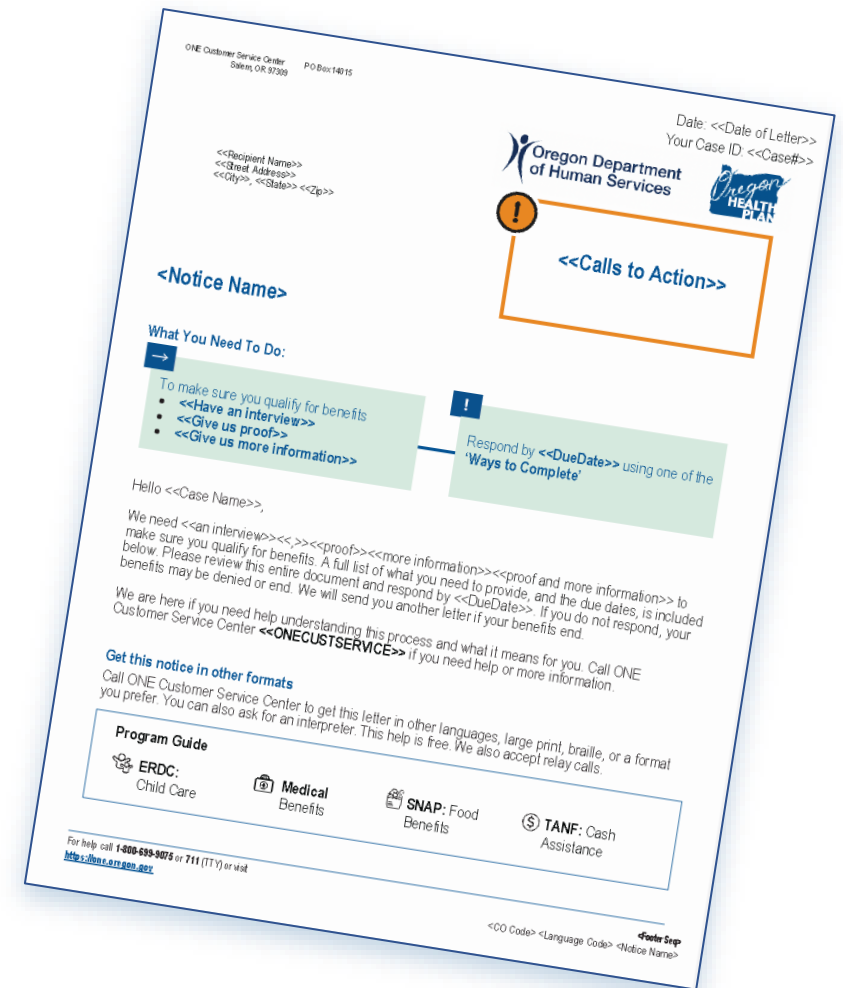 ONE Customer Service Center PO Box 14015
Salem, OR 97309
Date: <<Date of Letter>>
Your Case ID: <<Case#>>
<<Recipient Name>>
<<Street Address>>
<<City>>, <<State>> <<Zip>>
Oregon Department
of Human Services
Oregon
HEALTH
PLAN
!
<<Calls to Action>>
<Notice Name>
What You Need To Do:
→
To make sure you qualify for benefits
• <<Have an interview>>
• <<Give us proof>>
• <<Give us more information>>
!
Respond by <<DueDate>> using one of the
‘Ways to Complete’
Hello <<Case Name>>,
We need <<an interview>><<,>><<proof>><<more information>><<proof and more information>> to
make sure you qualify for benefits. A full list of what you need to provide, and the due dates, is included
below. Please review this entire document and respond by <<DueDate>>. If you do not respond, your
benefits may be denied or end. We will send you another letter if your benefits end.
We are here if you need help understanding this process and what it means for you. Call ONE
Customer Service Center <<ONECUSTSERVICE>> if you need help or more information.
Get this notice in other formats
Call ONE Customer Service Center to get this letter in other languages, large print, braille, or a format
you prefer. You can also ask for an interpreter. This help is free. We also accept relay calls.
Program Guide
ERDC:
Child Care
Medical
Benefits
SNAP: Food
Benefits
$ TANF: Cash
Assistance
For help call 1-800-699-9075 or 711 (TTY) or visit
https://one.oregon.gov
<Footer Seq>
<CO Code> <Language Code> <Notice Name>